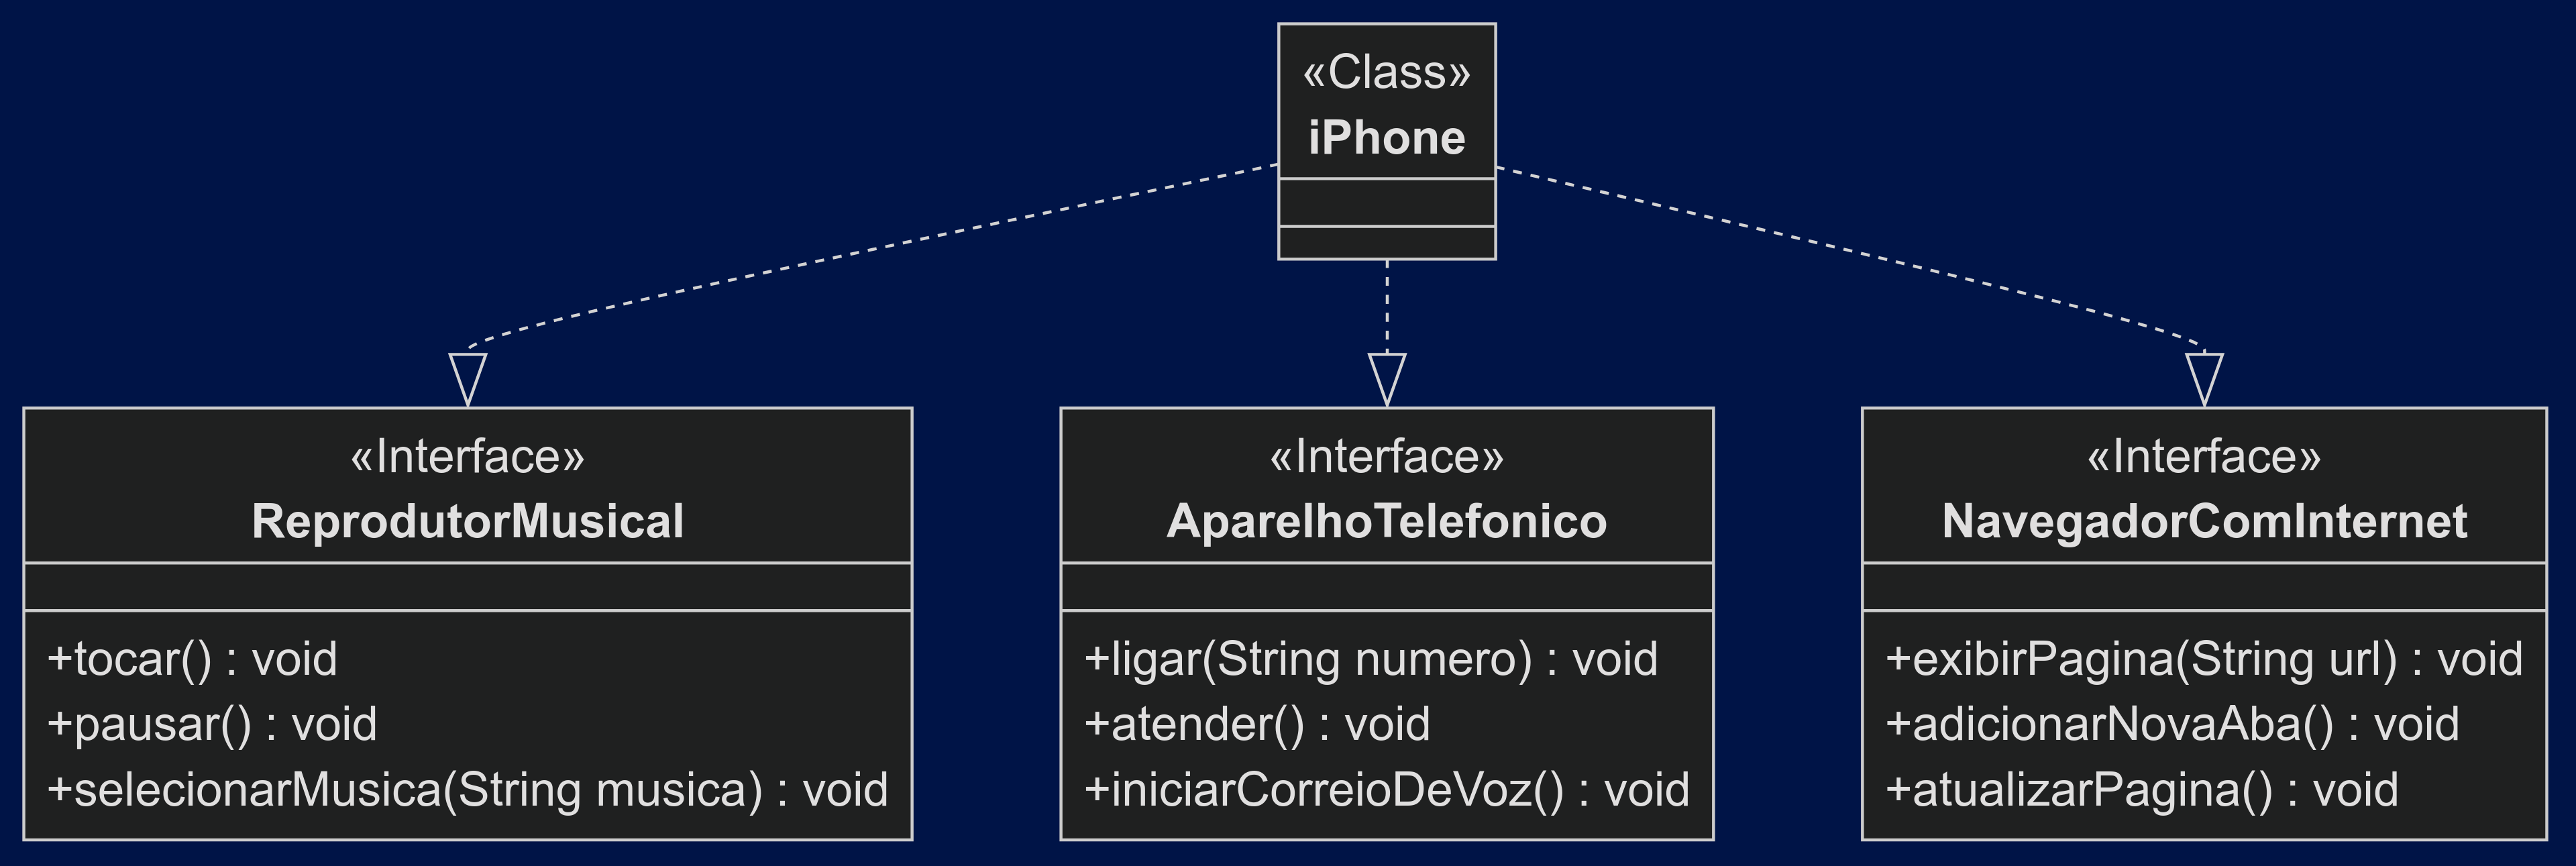 «Class»
iPhone
«Interface»
ReprodutorMusical
+tocar() : void
+pausar() : void
+selecionarMusica(String musica) : void
«Interface»
AparelhoTelefonico
+ligar(String numero) : void
+atender() : void
+iniciarCorreioDeVoz() : void
«Interface»
NavegadorComInternet
+exibirPagina(String url) : void
+adicionarNovaAba() : void
+atualizarPagina() : void